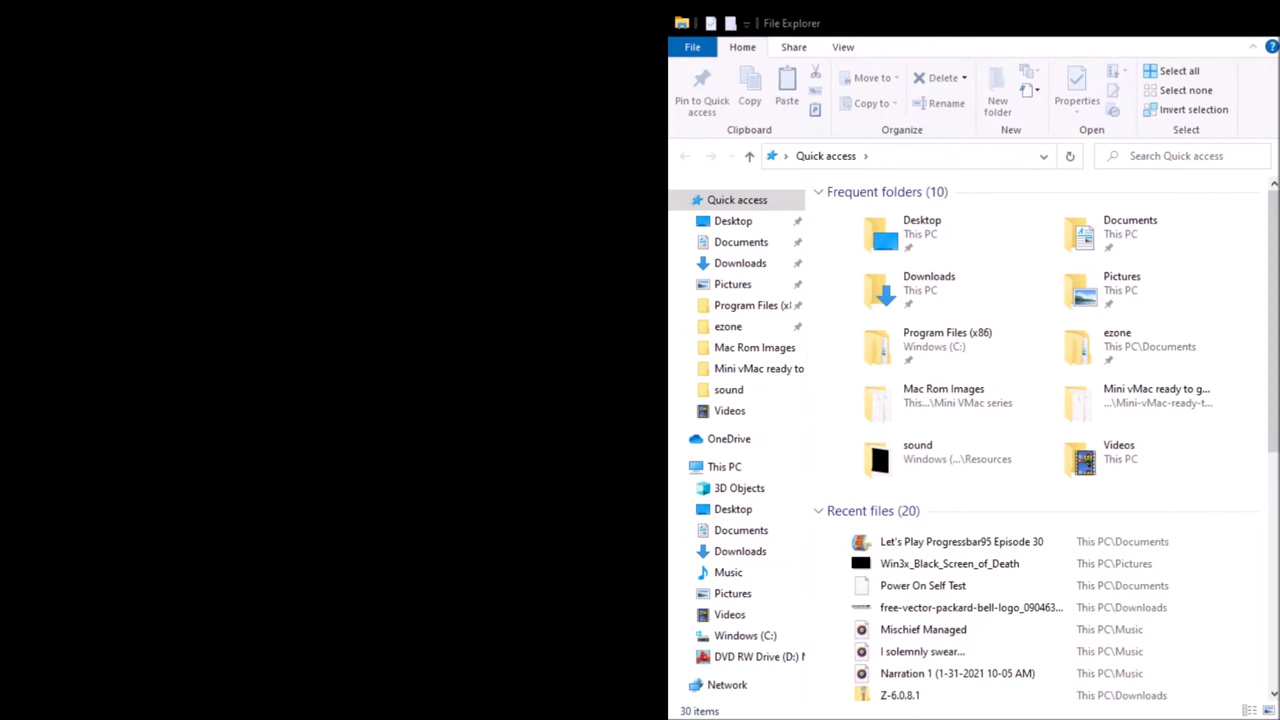 File Explorer
File Home Share View
Pin to Quick access
Copy
Paste
Clipboard
Move to
Copy to
Delete
Rename
Organize
New folder
New
Properties
Open
Select all
Select none
Invert selection
Select
Quick access
Search Quick access
Quick access
Desktop
Documents
Downloads
Pictures
Program Files (x
ezone
Mac Rom Images
Mini vMac ready to
sound
Videos
OneDrive
This PC
3D Objects
Desktop
Documents
Downloads
Music
Pictures
Videos
Windows (C:)
DVD RW Drive (D:) M
Network
Frequent folders (10)
Desktop
This PC
Documents
This PC
Downloads
This PC
Pictures
This PC
Program Files (x86)
Windows (C:)
ezone
This PC\Documents
Mac Rom Images
This...\Mini VMac series
Mini vMac ready to g...
...\Mini-vMac-ready-t...
sound
Windows (...\Resources
Videos
This PC
Recent files (20)
Let's Play Progressbar95 Episode 30 This PC\Documents
Win3x_Black_Screen_of_Death This PC\Pictures
Power On Self Test This PC\Documents
free-vector-packard-bell-logo_090463... This PC\Downloads
Mischief Managed This PC\Music
I solemnly swear... This PC\Music
Narration 1 (1-31-2021 10-05 AM) This PC\Music
Z-6.0.8.1 This PC\Downloads
30 items